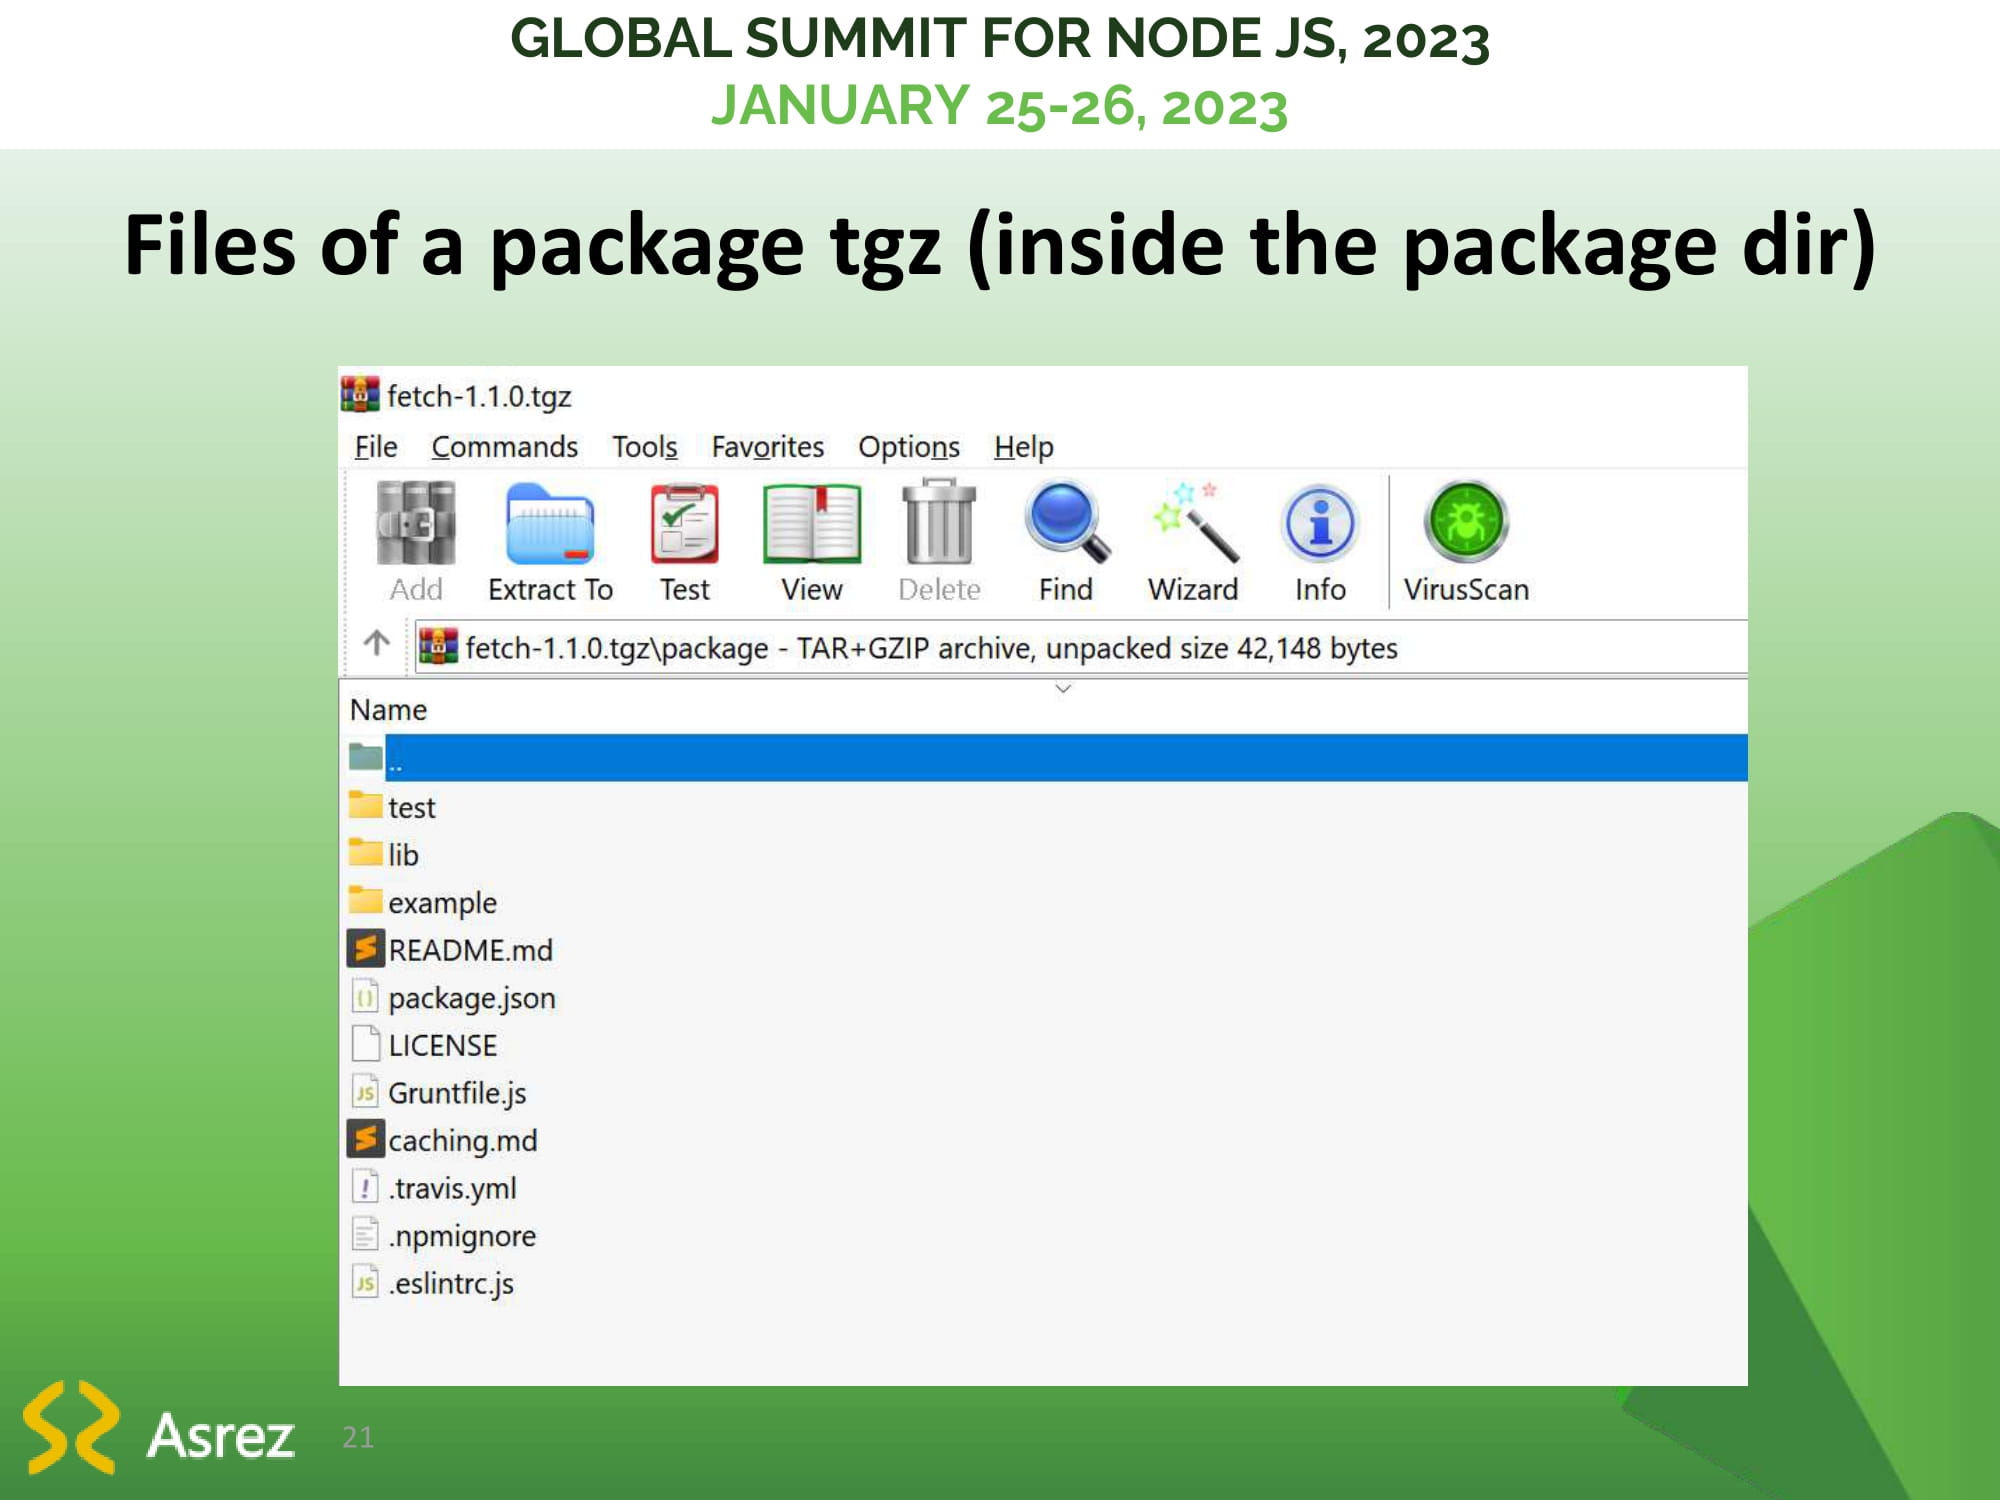 GLOBAL SUMMIT FOR NODE JS, 2023
JANUARY 25-26, 2023
Files of a package tgz (inside the package dir)
fetch-1.1.0.tgz
File Commands Tools Favorites Options Help
Add Extract To Test View Delete Find Wizard Info VirusScan
fetch-1.1.0.tgz\package - TAR+GZIP archive, unpacked size 42,148 bytes
Name
..
test
lib
example
README.md
package.json
LICENSE
JS Gruntfile.js
caching.md
.travis.yml
.npmignore
JS .eslintrc.js
Asrez 21